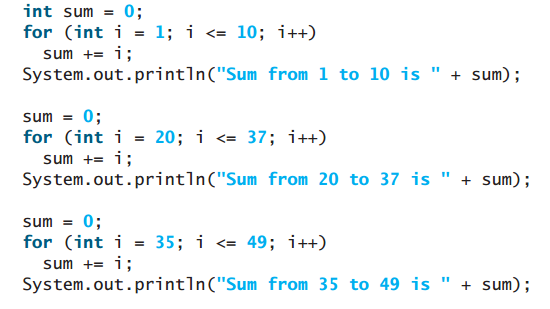 int sum = 0;
for (int i = 1; i <= 10; i++)
  sum += i;
System.out.println("Sum from 1 to 10 is " + sum);

sum = 0;
for (int i = 20; i <= 37; i++)
  sum += i;
System.out.println("Sum from 20 to 37 is " + sum);

sum = 0;
for (int i = 35; i <= 49; i++)
  sum += i;
System.out.println("Sum from 35 to 49 is " + sum);